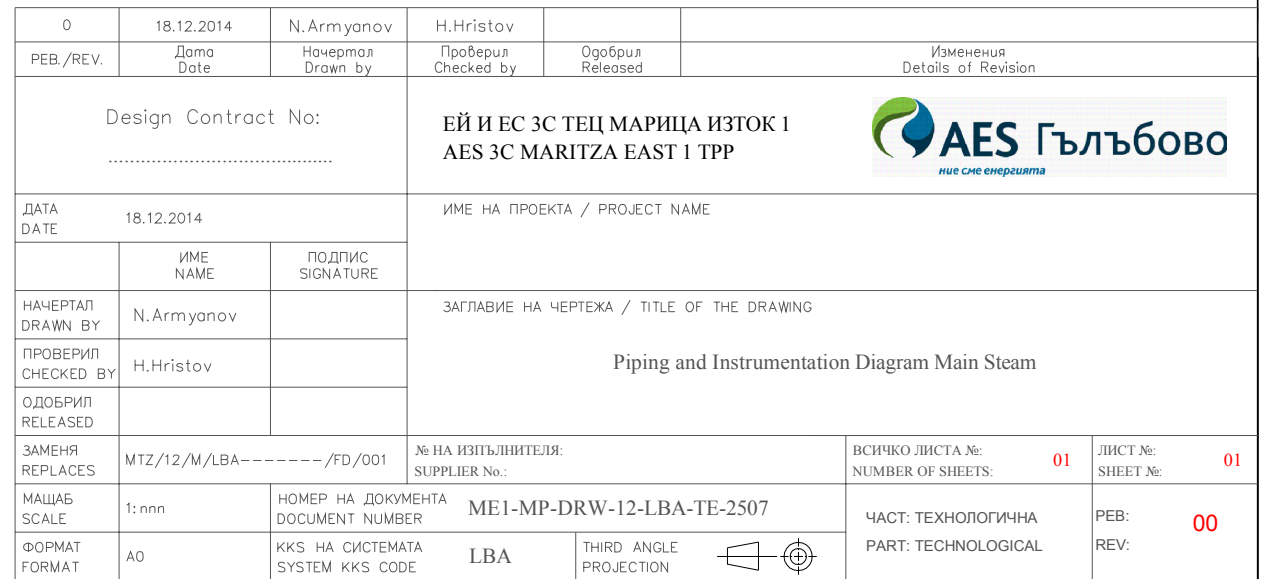 0 18.12.2014 N.Armyanov H.Hristov
РЕВ./REV. Дата Начертал Проверил Одобрил Изменения
Date Drawn by Checked by Released Details of Revision
Design Contract No:
ЕЙ И ЕС 3С ТЕЦ МАРИЦА ИЗТОК 1
AES 3C MARITZA EAST 1 TPP
AES Гълъбово
ние сме енергията
ДАТА
DATE
18.12.2014
ИМЕ НА ПРОЕКТА / PROJECT NAME
ИМЕ ПОДПИС
NAME SIGNATURE
НАЧЕРТАЛ
DRAWN BY
N.Armyanov
ЗАГЛАВИЕ НА ЧЕРТЕЖА / TITLE OF THE DRAWING
ПРОВЕРИЛ
CHECKED BY
H.Hristov
Piping and Instrumentation Diagram Main Steam
ОДОБРИЛ
RELEASED
ЗАМЕНЯ
REPLACES
MTZ/12/M/LBA-------/FD/001
№ НА ИЗПЪЛНИТЕЛЯ:
SUPPLIER No.:
ВСИЧКО ЛИСТА №:
NUMBER OF SHEETS:
01
ЛИСТ №:
SHEET №:
01
МАЩАБ
SCALE
1:nnn
НОМЕР НА ДОКУМЕНТА
DOCUMENT NUMBER
ME1-MP-DRW-12-LBA-TE-2507
ЧАСТ: ТЕХНОЛОГИЧНА
PART: TECHNOLOGICAL
РЕВ:
REV:
00
ФОРМАТ
FORMAT
A0
KKS НА СИСТЕМАТА
SYSTEM KKS CODE
LBA
THIRD ANGLE
PROJECTION